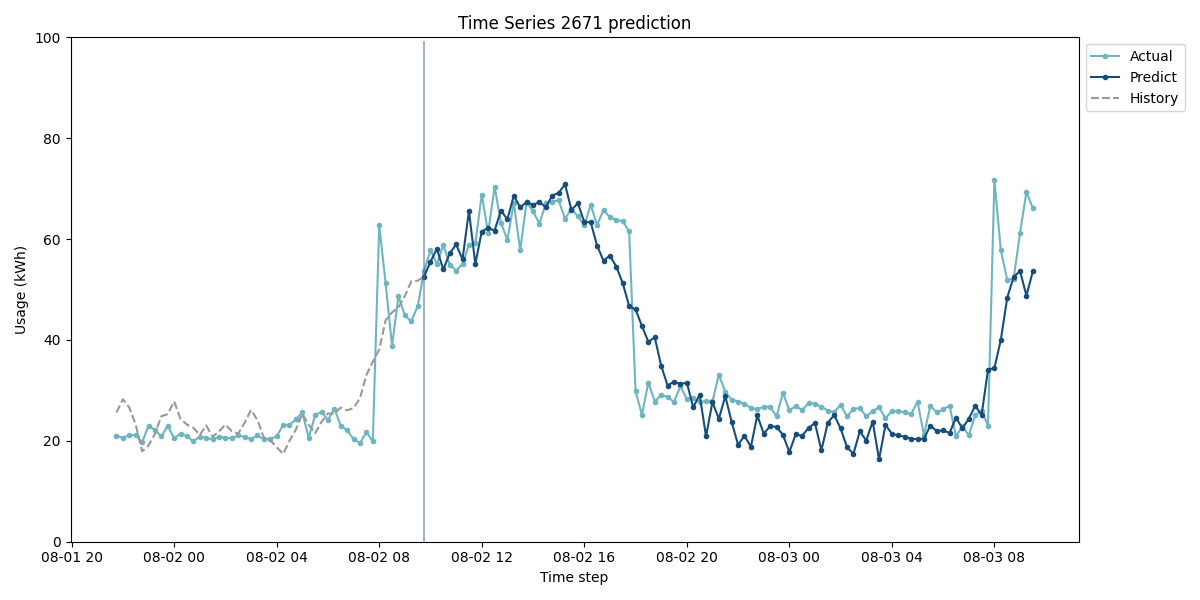 Time Series 2671 prediction
100
80
60
40
20
0
Usage (kWh)
08-01 20
08-02 00
08-02 04
08-02 08
08-02 12
08-02 16
08-02 20
08-03 00
08-03 04
08-03 08
Time step
Actual
Predict
History